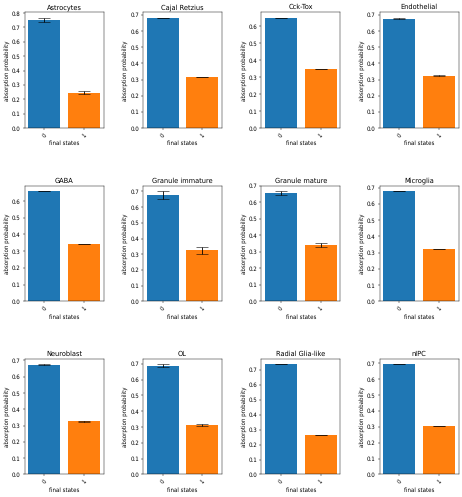 Astrocytes
absorption probability
0.8
0.7
0.6
0.5
0.4
0.3
0.2
0.1
0.0
0 1
final states
Cajal Retzius
absorption probability
0.7
0.6
0.5
0.4
0.3
0.2
0.1
0.0
0 1
final states
Cck-Tox
absorption probability
0.6
0.5
0.4
0.3
0.2
0.1
0.0
0 1
final states
Endothelial
absorption probability
0.7
0.6
0.5
0.4
0.3
0.2
0.1
0.0
0 1
final states
GABA
absorption probability
0.6
0.5
0.4
0.3
0.2
0.1
0.0
0 1
final states
Granule immature
absorption probability
0.7
0.6
0.5
0.4
0.3
0.2
0.1
0.0
0 1
final states
Granule mature
absorption probability
0.6
0.5
0.4
0.3
0.2
0.1
0.0
0 1
final states
Microglia
absorption probability
0.7
0.6
0.5
0.4
0.3
0.2
0.1
0.0
0 1
final states
Neuroblast
absorption probability
0.7
0.6
0.5
0.4
0.3
0.2
0.1
0.0
0 1
final states
OL
absorption probability
0.7
0.6
0.5
0.4
0.3
0.2
0.1
0.0
0 1
final states
Radial Glia-like
absorption probability
0.7
0.6
0.5
0.4
0.3
0.2
0.1
0.0
0 1
final states
nIPC
absorption probability
0.7
0.6
0.5
0.4
0.3
0.2
0.1
0.0
0 1
final states